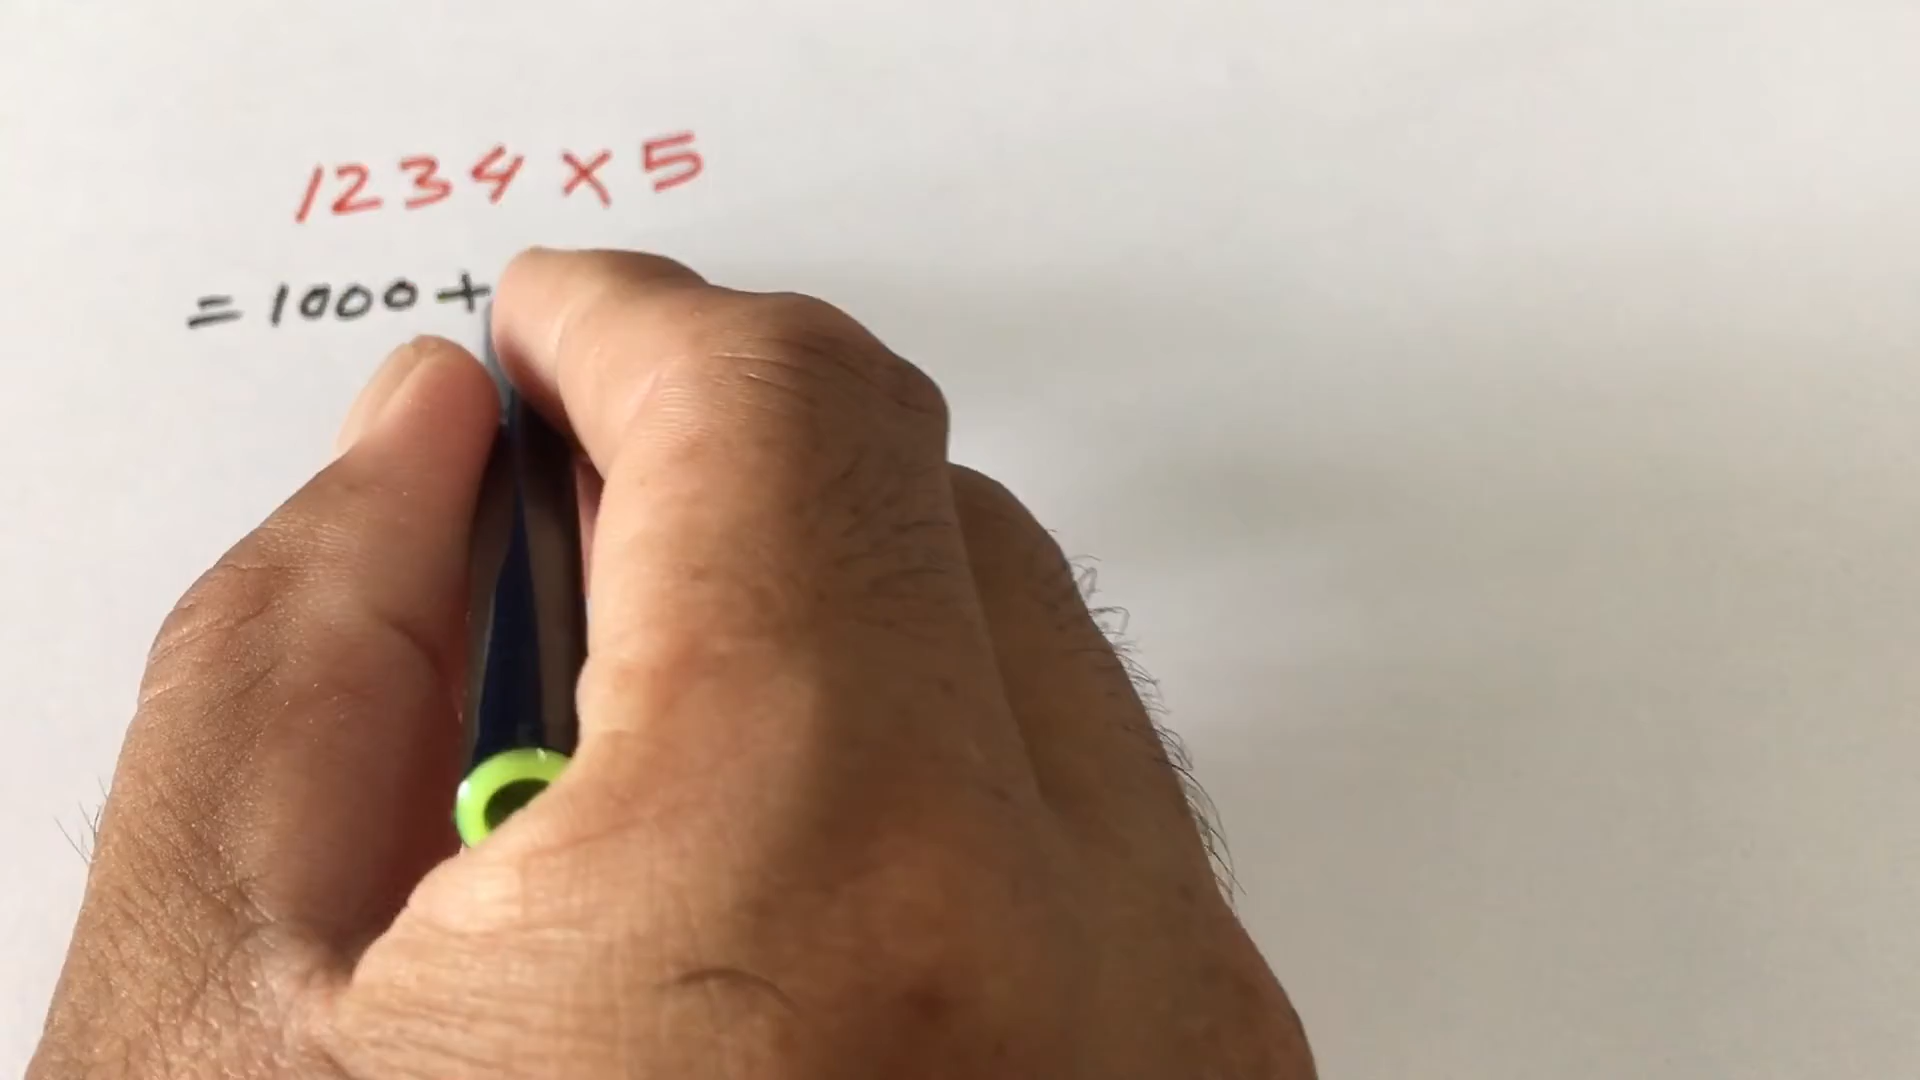 1234 × 5
= 1000 +